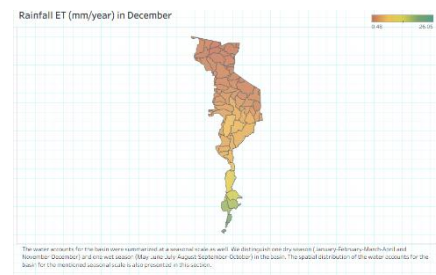 Rainfall ET (mm/year) in December
26.05
The water accounts for the basin were summarized at a seasonal scale as well. We distinguish one dry season (January-February-March-April and
November-December) and one wet season (May-June-July-August-September-October) in the basin. The spatial distribution of the water accounts for the
basin for the mentioned seasonal scale is also presented in this section.